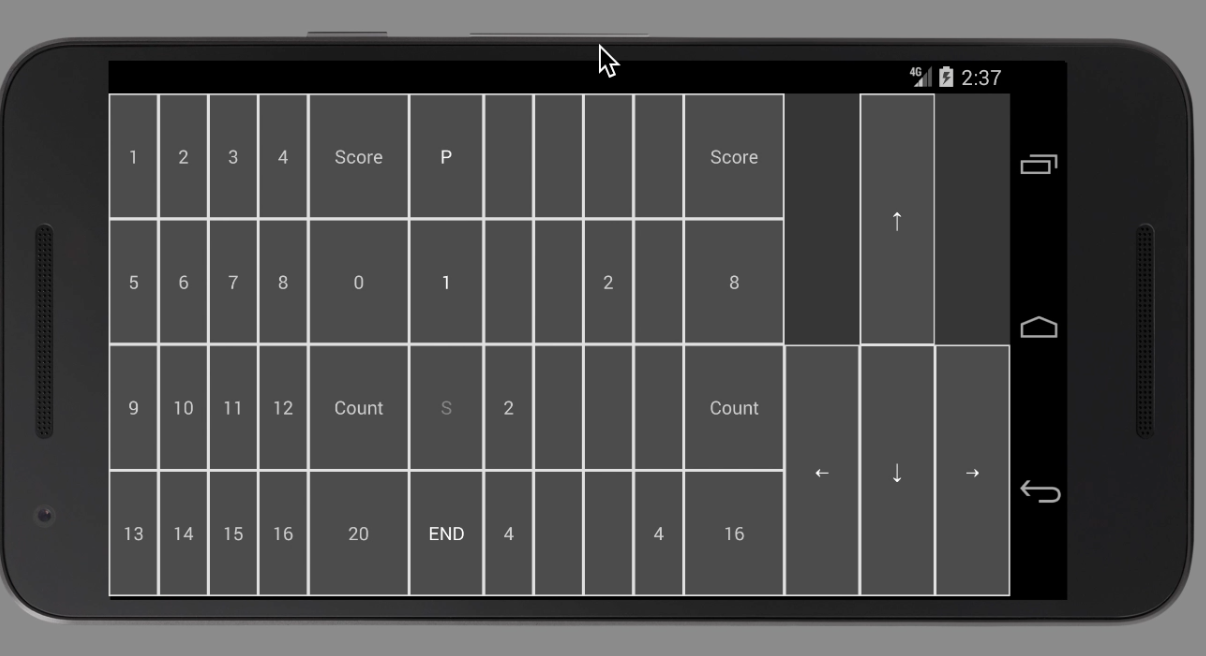 4G 2:37
1 2 3 4 Score P Score
↑
5 6 7 8 0 1 2 8
9 10 11 12 Count S 2 Count
← ↓ →
13 14 15 16 20 END 4 4 16